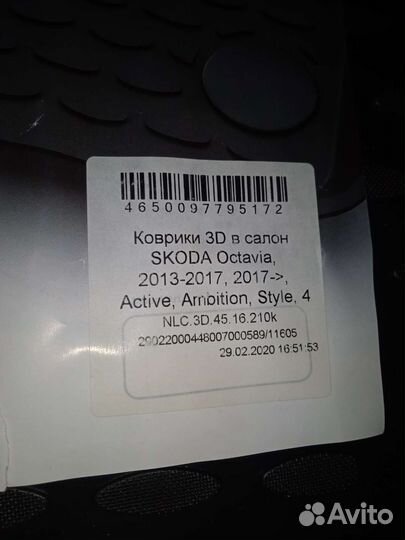 4650097795172
Коврики 3D в салон
SKODA Octavia,
2013-2017, 2017->,
Active, Ambition, Style, 4
NLC.3D.45.16.210k
29022000448007000589/11605
29.02.2020 16:51:53
Avito